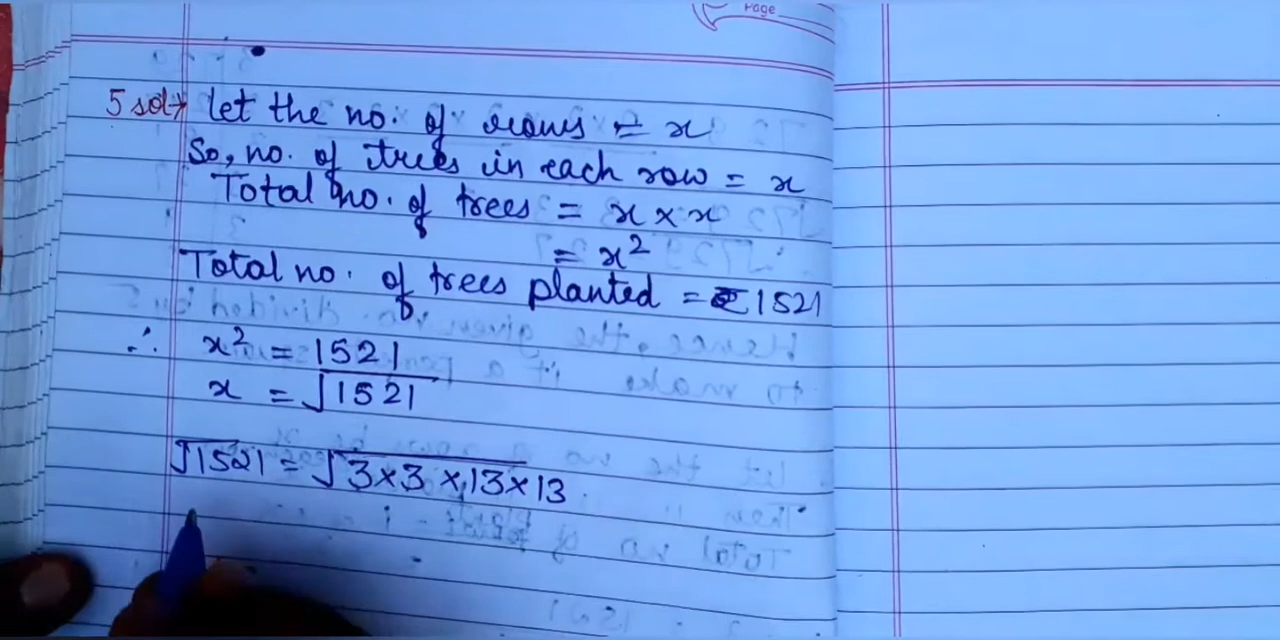 Page
5 sol→ let the no. of rows = x
So, no. of trees in each row = x
Total no. of trees = x × x
= x²
Total no. of trees planted = 1521
∴ x² = 1521
x = √1521
√1521 = √3×3×13×13